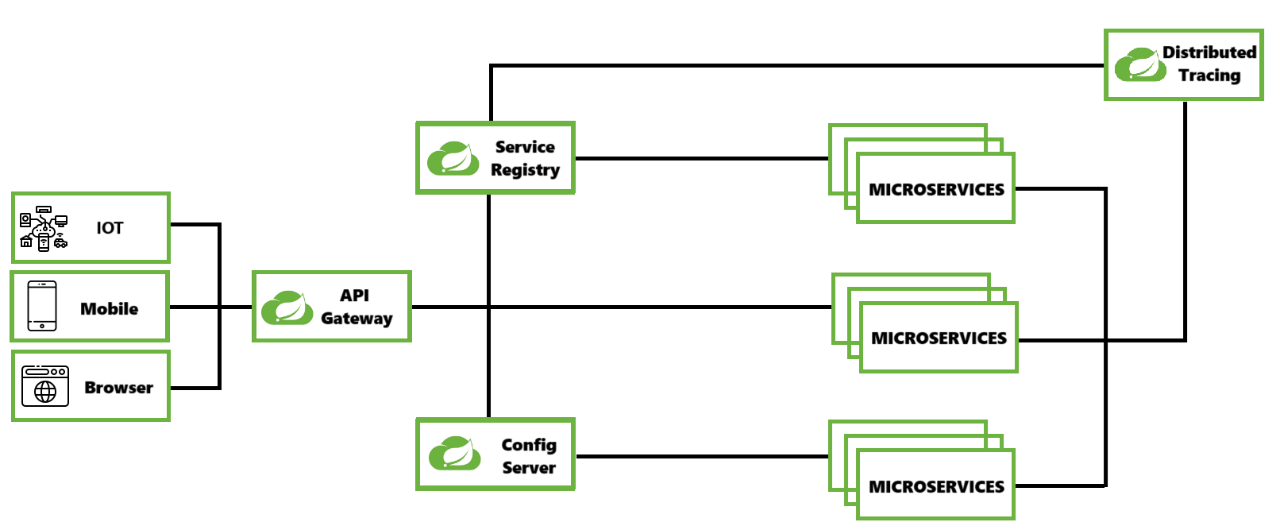 Distributed
Tracing
Service
Registry
MICROSERVICES
IOT
Mobile
API
Gateway
MICROSERVICES
Browser
Config
Server
MICROSERVICES